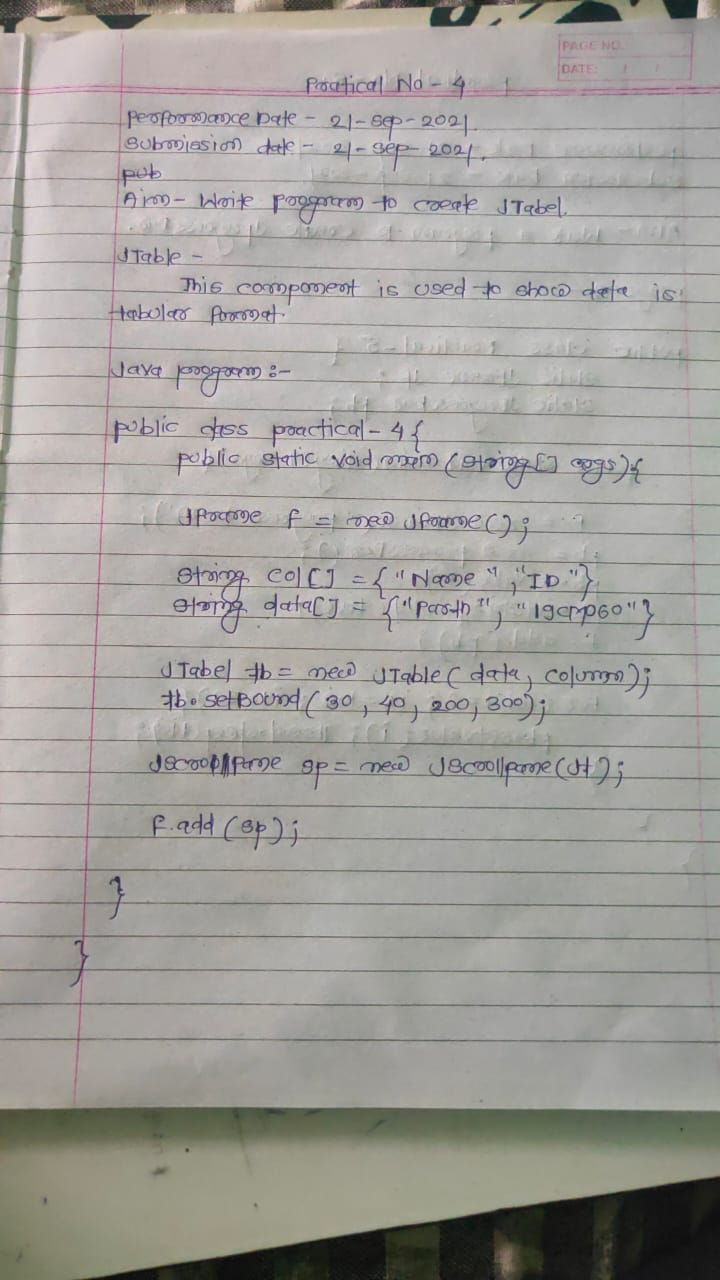 PAGE NO.
DATE: / /
Pratical No - 4
Performance Date - 21-sep-2021.
Submission date - 21-sep-2021.
pub
Aim - Write program to create JTabel.
JTable -
This component is used to show data is
tabular format.
Java program :-
public class practical-4 {
public static void main (String[] args) {
JFrame f = new JFrame();
String col[] = {"Name", "ID"}
String data[] = {"Parth", "19cmp60"}
JTabel tb = new JTable( data, column);
tb.setBound( 30, 40, 200, 300);
JScrollPane sp = new JScrollpane(Jt);
f.add (sp);
}
}